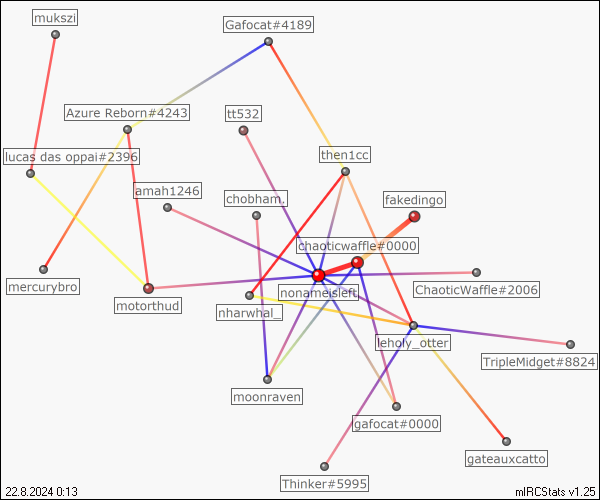 mukszi
Gafocat#4189
Azure Reborn#4243
tt532
lucas das oppai#2396
then1cc
amah1246
chobham.
fakedingo
chaoticwaffle#0000
mercurybro
nonameisleft
ChaoticWaffle#2006
motorthud
nharwhal_
leholy_otter
TripleMidget#8824
moonraven
gafocat#0000
gateauxcatto
Thinker#5995
22.8.2024 0:13
mIRCStats v1.25